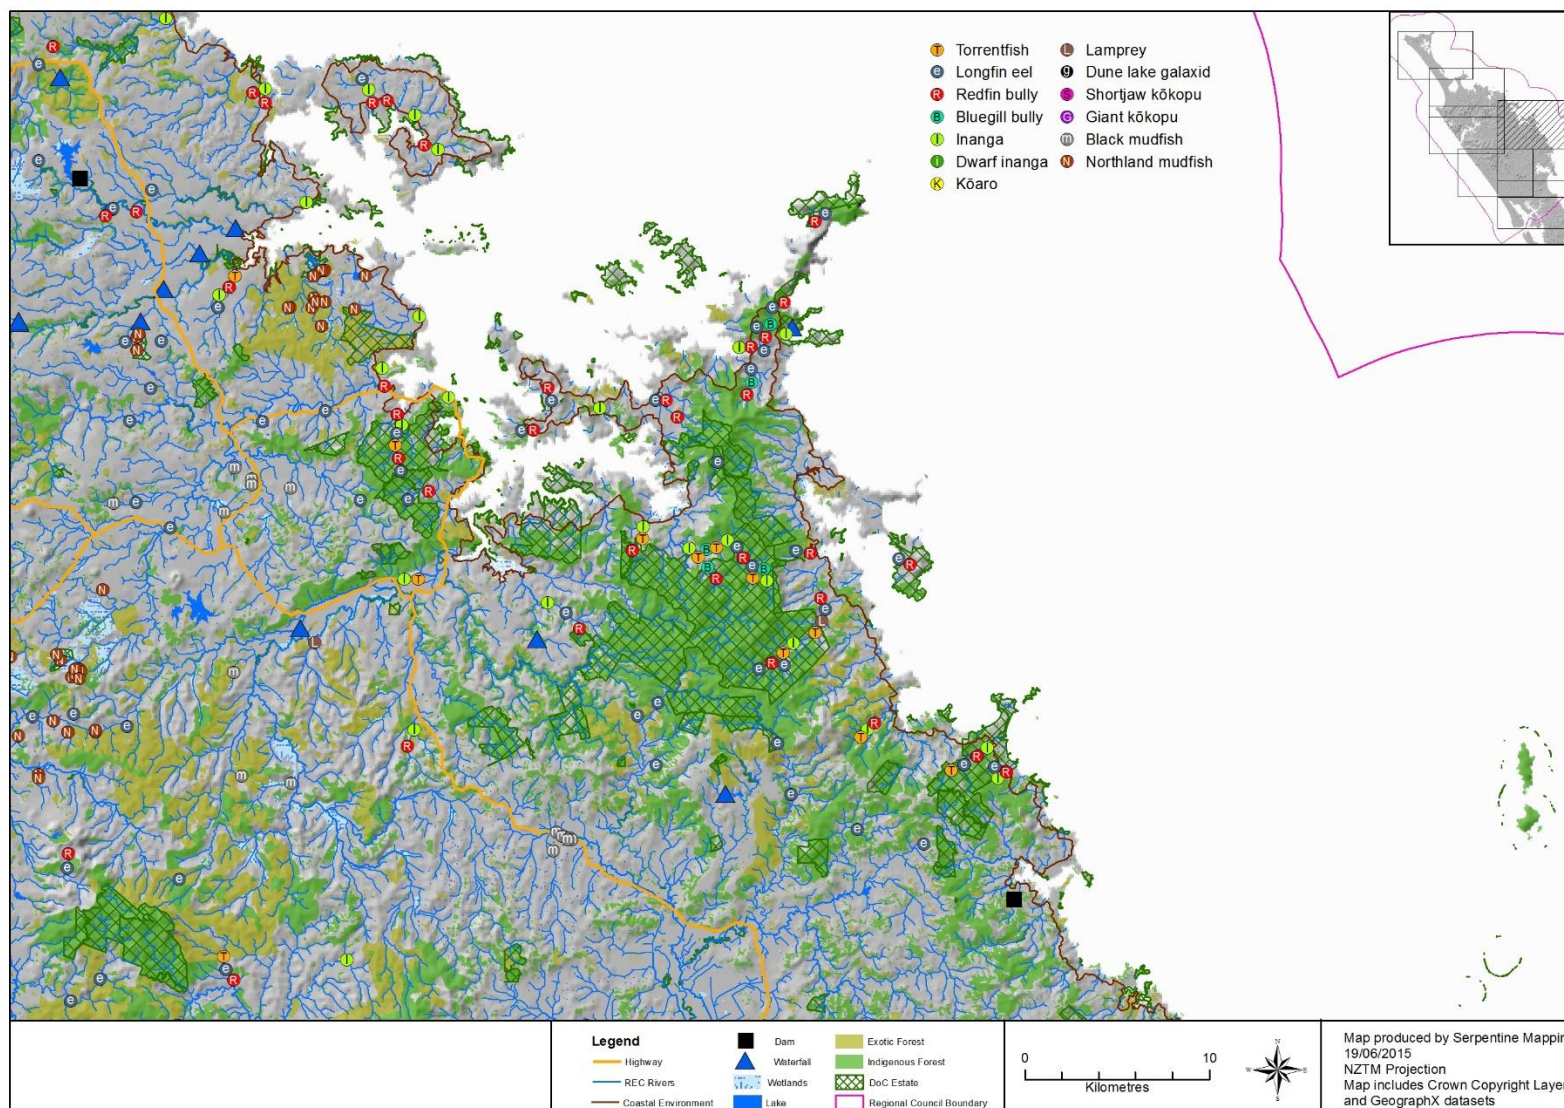 Torrentfish
Longfin eel
Redfin bully
Bluegill bully
Inanga
Dwarf inanga
Kōaro
Lamprey
Dune lake galaxid
Shortjaw kōkopu
Giant kōkopu
Black mudfish
Northland mudfish
Legend
Highway
REC Rivers
Coastal Environment
Dam
Waterfall
Wetlands
Lake
Exotic Forest
Indigenous Forest
DoC Estate
Regional Council Boundary
0 10
Kilometres
N
W E
S
Map produced by Serpentine Mappin
19/06/2015
NZTM Projection
Map includes Crown Copyright Layer
and GeographX datasets